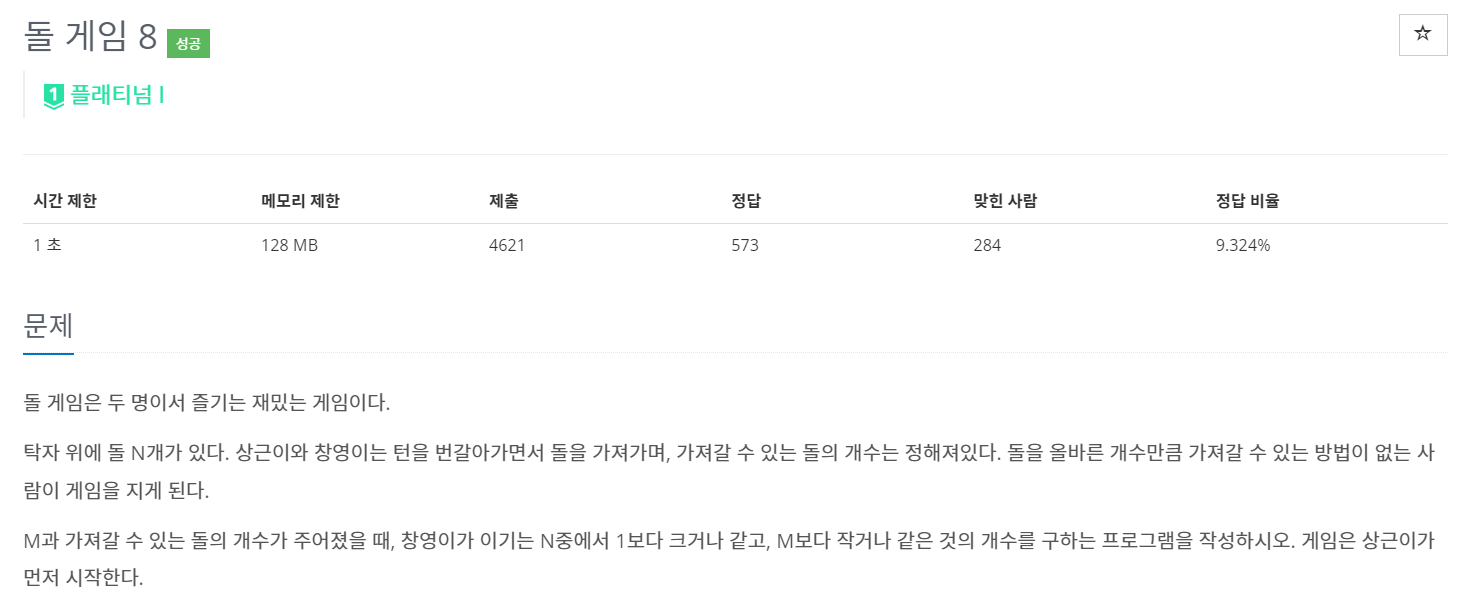 돌 게임 8 성공
☆
1 플래티넘 I
시간 제한 메모리 제한 제출 정답 맞힌 사람 정답 비율
1 초 128 MB 4621 573 284 9.324%
문제
돌 게임은 두 명이서 즐기는 재밌는 게임이다.
탁자 위에 돌 N개가 있다. 상근이와 창영이는 턴을 번갈아가면서 돌을 가져가며, 가져갈 수 있는 돌의 개수는 정해져있다. 돌을 올바른 개수만큼 가져갈 수 있는 방법이 없는 사
람이 게임을 지게 된다.
M과 가져갈 수 있는 돌의 개수가 주어졌을 때, 창영이가 이기는 N중에서 1보다 크거나 같고, M보다 작거나 같은 것의 개수를 구하는 프로그램을 작성하시오. 게임은 상근이가
먼저 시작한다.